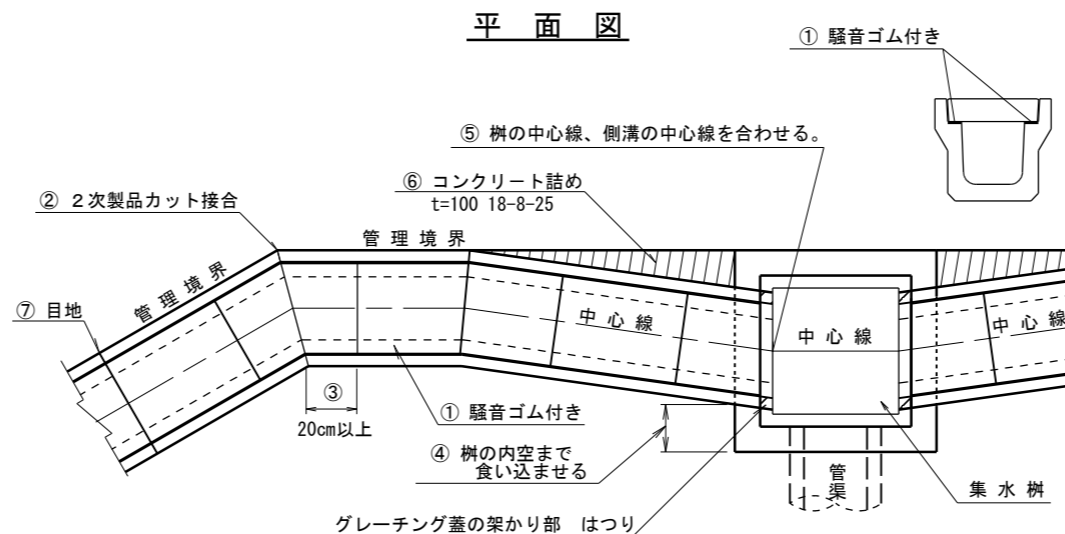 平 面 図
① 騒音ゴム付き
⑤ 桝の中心線、側溝の中心線を合わせる。
⑥ コンクリート詰め
t=100 18-8-25
② ２次製品カット接合
管 理 境 界
管 理 境 界
⑦ 目地
中 心 線
中 心 線
中 心 線
③
20cm以上
① 騒音ゴム付き
④ 桝の内空まで
食い込ませる
管
渠
集 水 桝
グレーチング蓋の架かり部　はつり